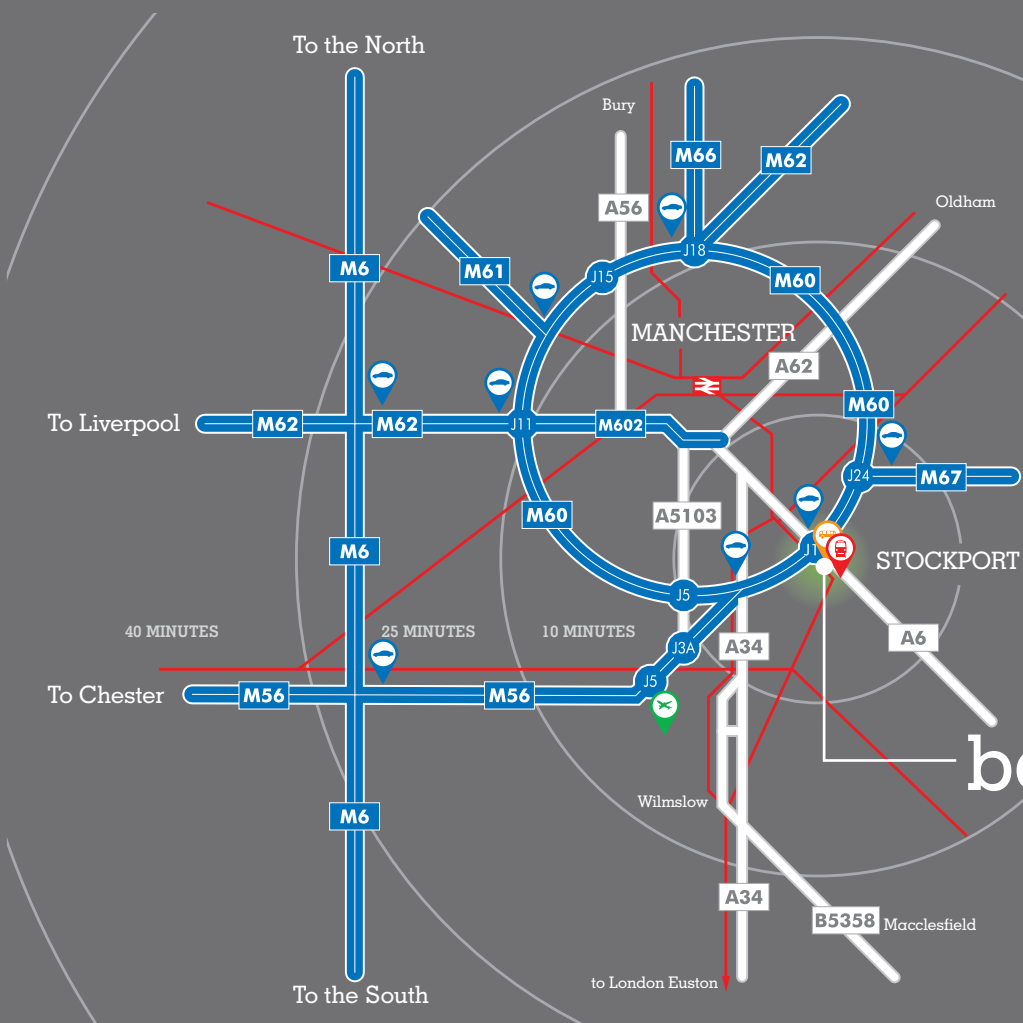 To the North
Bury
M66
M62
A56
Oldham
J18
M6
M61
J15
M60
MANCHESTER
A62
M60
To Liverpool
M62
M62
J11
M602
J24
M67
M60
A5103
M6
STOCKPORT
J5
40 MINUTES
25 MINUTES
10 MINUTES
J3A
A34
A6
J5
To Chester
M56
M56
Wilmslow
M6
A34
B5358
Macclesfield
to London Euston
To the South